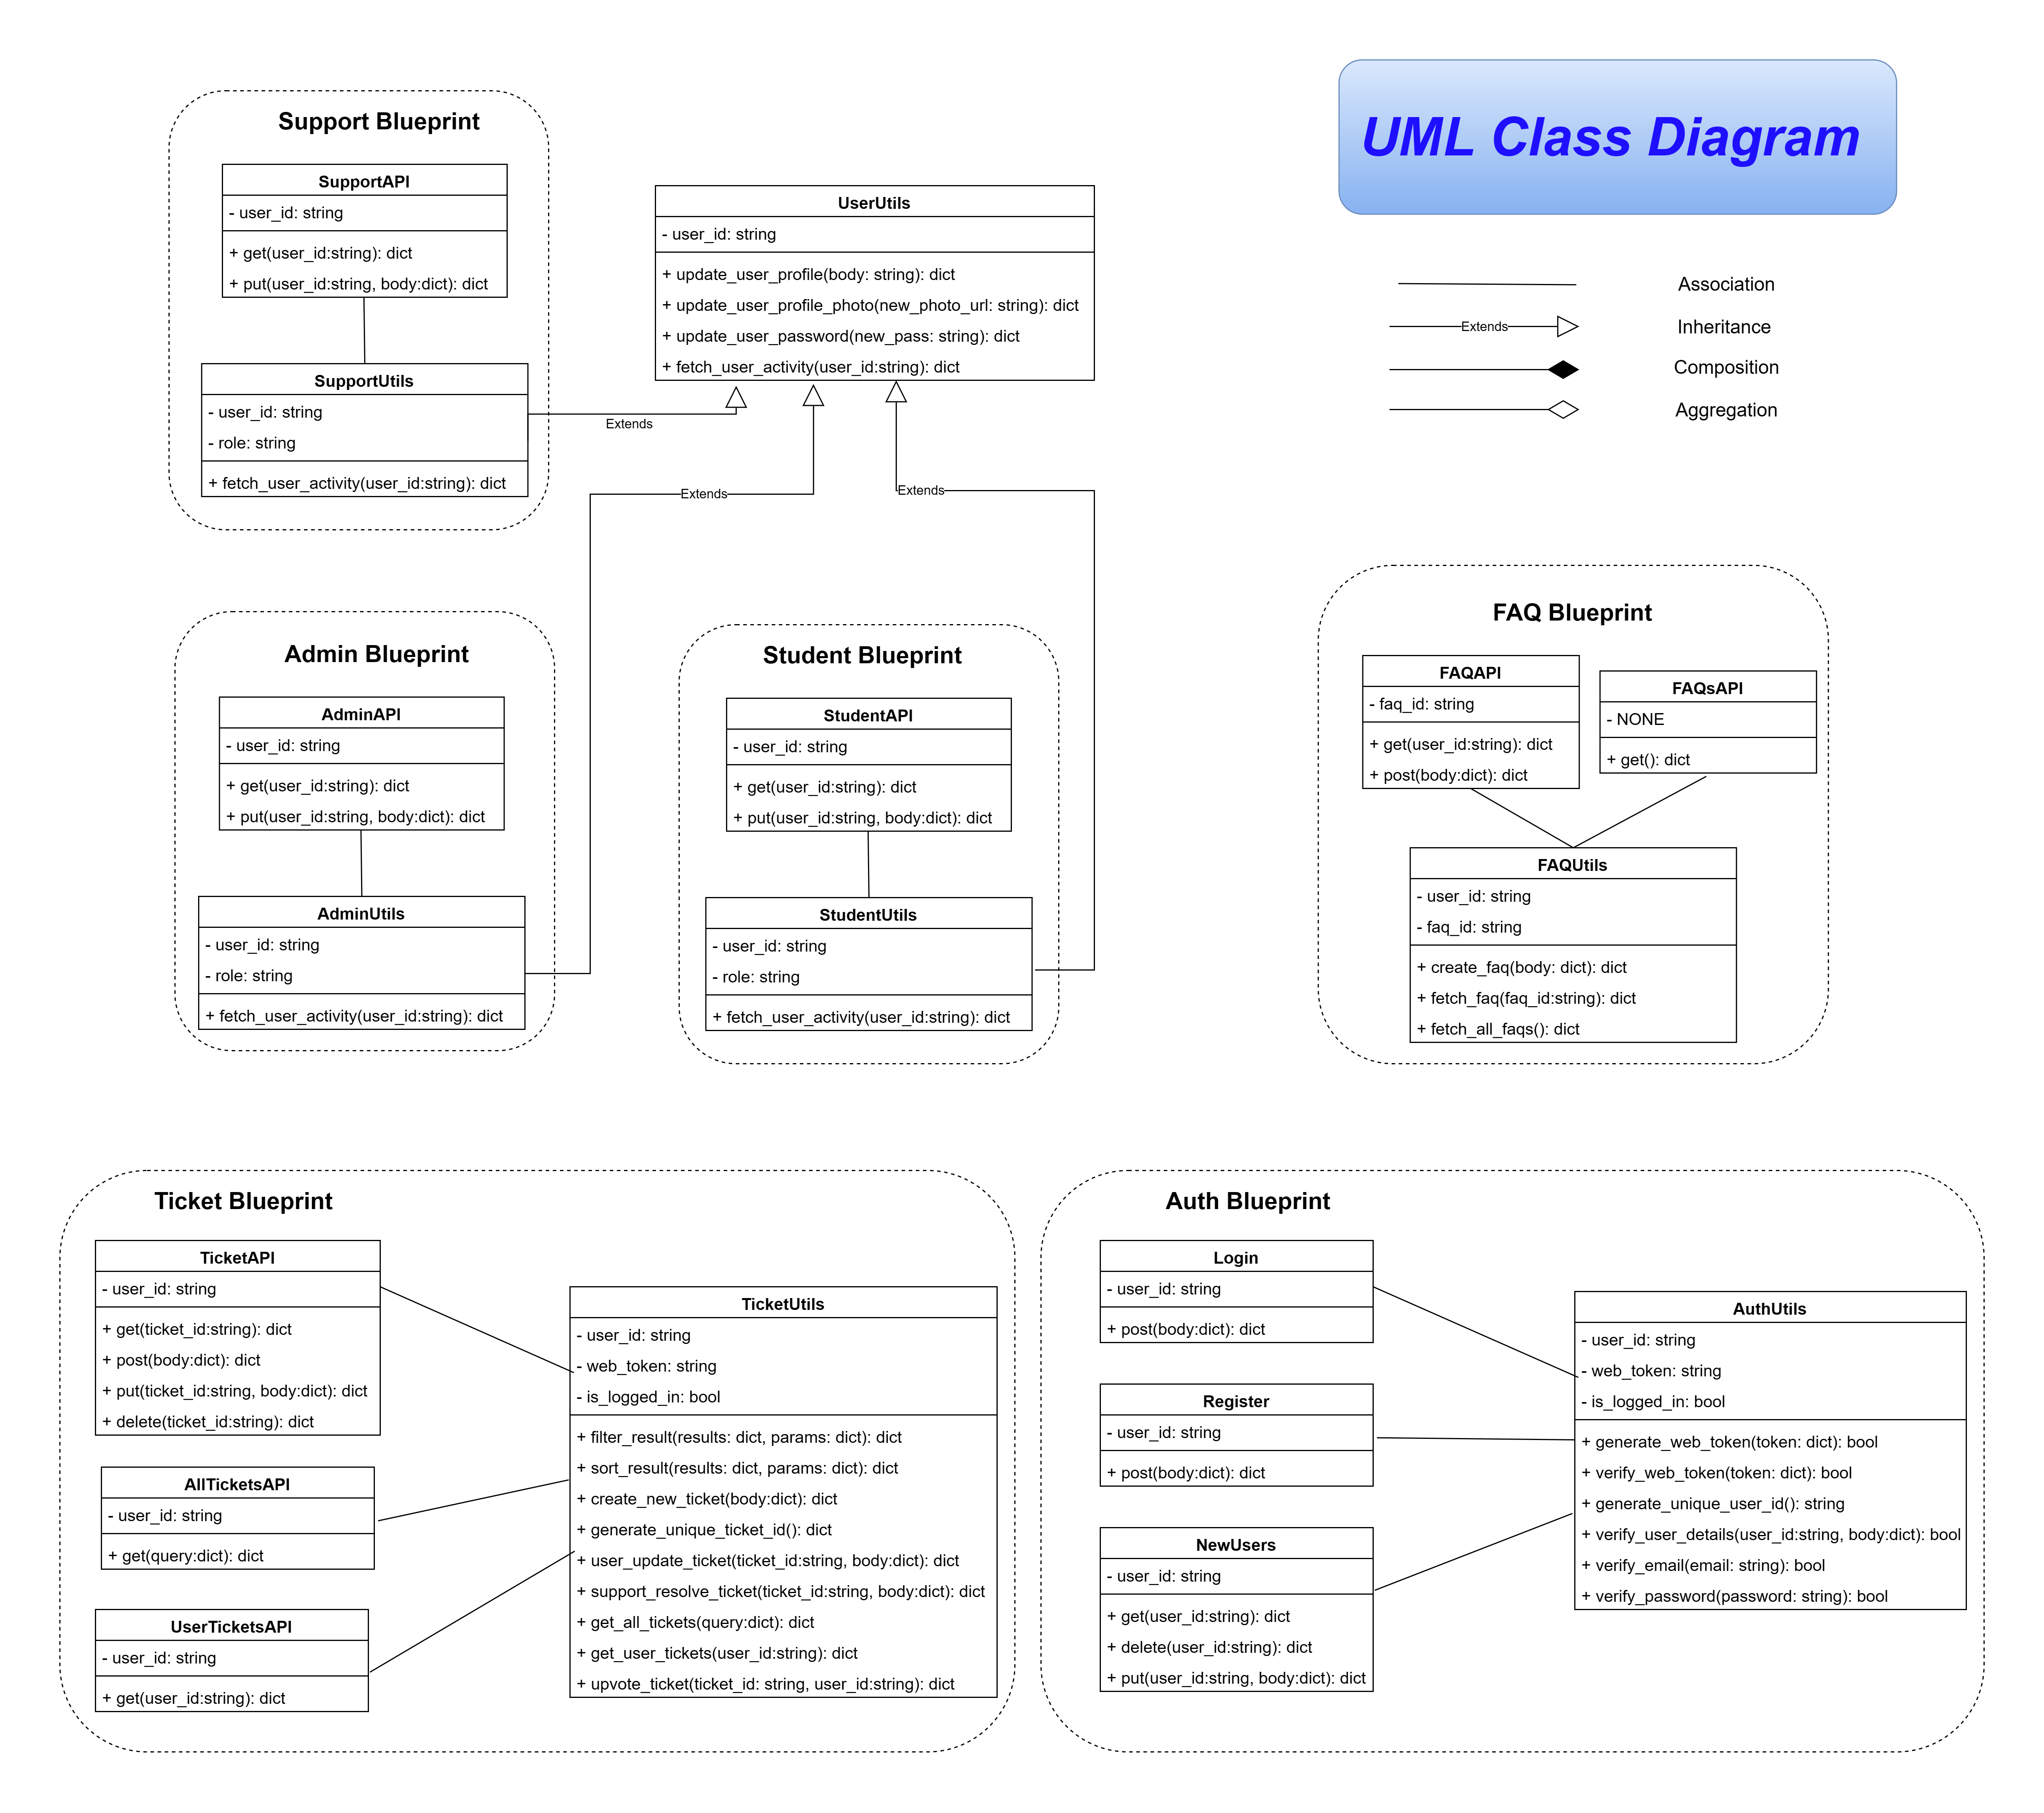 UML Class Diagram
Association
Extends
Inheritance
Composition
Aggregation
Support Blueprint
SupportAPI
- user_id: string
+ get(user_id:string): dict
+ put(user_id:string, body:dict): dict
SupportUtils
- user_id: string
- role: string
+ fetch_user_activity(user_id:string): dict
UserUtils
- user_id: string
+ update_user_profile(body: string): dict
+ update_user_profile_photo(new_photo_url: string): dict
+ update_user_password(new_pass: string): dict
+ fetch_user_activity(user_id:string): dict
Extends
Extends
Extends
Admin Blueprint
AdminAPI
- user_id: string
+ get(user_id:string): dict
+ put(user_id:string, body:dict): dict
AdminUtils
- user_id: string
- role: string
+ fetch_user_activity(user_id:string): dict
Student Blueprint
StudentAPI
- user_id: string
+ get(user_id:string): dict
+ put(user_id:string, body:dict): dict
StudentUtils
- user_id: string
- role: string
+ fetch_user_activity(user_id:string): dict
FAQ Blueprint
FAQAPI
- faq_id: string
+ get(user_id:string): dict
+ post(body:dict): dict
FAQsAPI
- NONE
+ get(): dict
FAQUtils
- user_id: string
- faq_id: string
+ create_faq(body: dict): dict
+ fetch_faq(faq_id:string): dict
+ fetch_all_faqs(): dict
Ticket Blueprint
TicketAPI
- user_id: string
+ get(ticket_id:string): dict
+ post(body:dict): dict
+ put(ticket_id:string, body:dict): dict
+ delete(ticket_id:string): dict
AllTicketsAPI
- user_id: string
+ get(query:dict): dict
UserTicketsAPI
- user_id: string
+ get(user_id:string): dict
TicketUtils
- user_id: string
- web_token: string
- is_logged_in: bool
+ filter_result(results: dict, params: dict): dict
+ sort_result(results: dict, params: dict): dict
+ create_new_ticket(body:dict): dict
+ generate_unique_ticket_id(): dict
+ user_update_ticket(ticket_id:string, body:dict): dict
+ support_resolve_ticket(ticket_id:string, body:dict): dict
+ get_all_tickets(query:dict): dict
+ get_user_tickets(user_id:string): dict
+ upvote_ticket(ticket_id: string, user_id:string): dict
Auth Blueprint
Login
- user_id: string
+ post(body:dict): dict
Register
- user_id: string
+ post(body:dict): dict
NewUsers
- user_id: string
+ get(user_id:string): dict
+ delete(user_id:string): dict
+ put(user_id:string, body:dict): dict
AuthUtils
- user_id: string
- web_token: string
- is_logged_in: bool
+ generate_web_token(token: dict): bool
+ verify_web_token(token: dict): bool
+ generate_unique_user_id(): string
+ verify_user_details(user_id:string, body:dict): bool
+ verify_email(email: string): bool
+ verify_password(password: string): bool